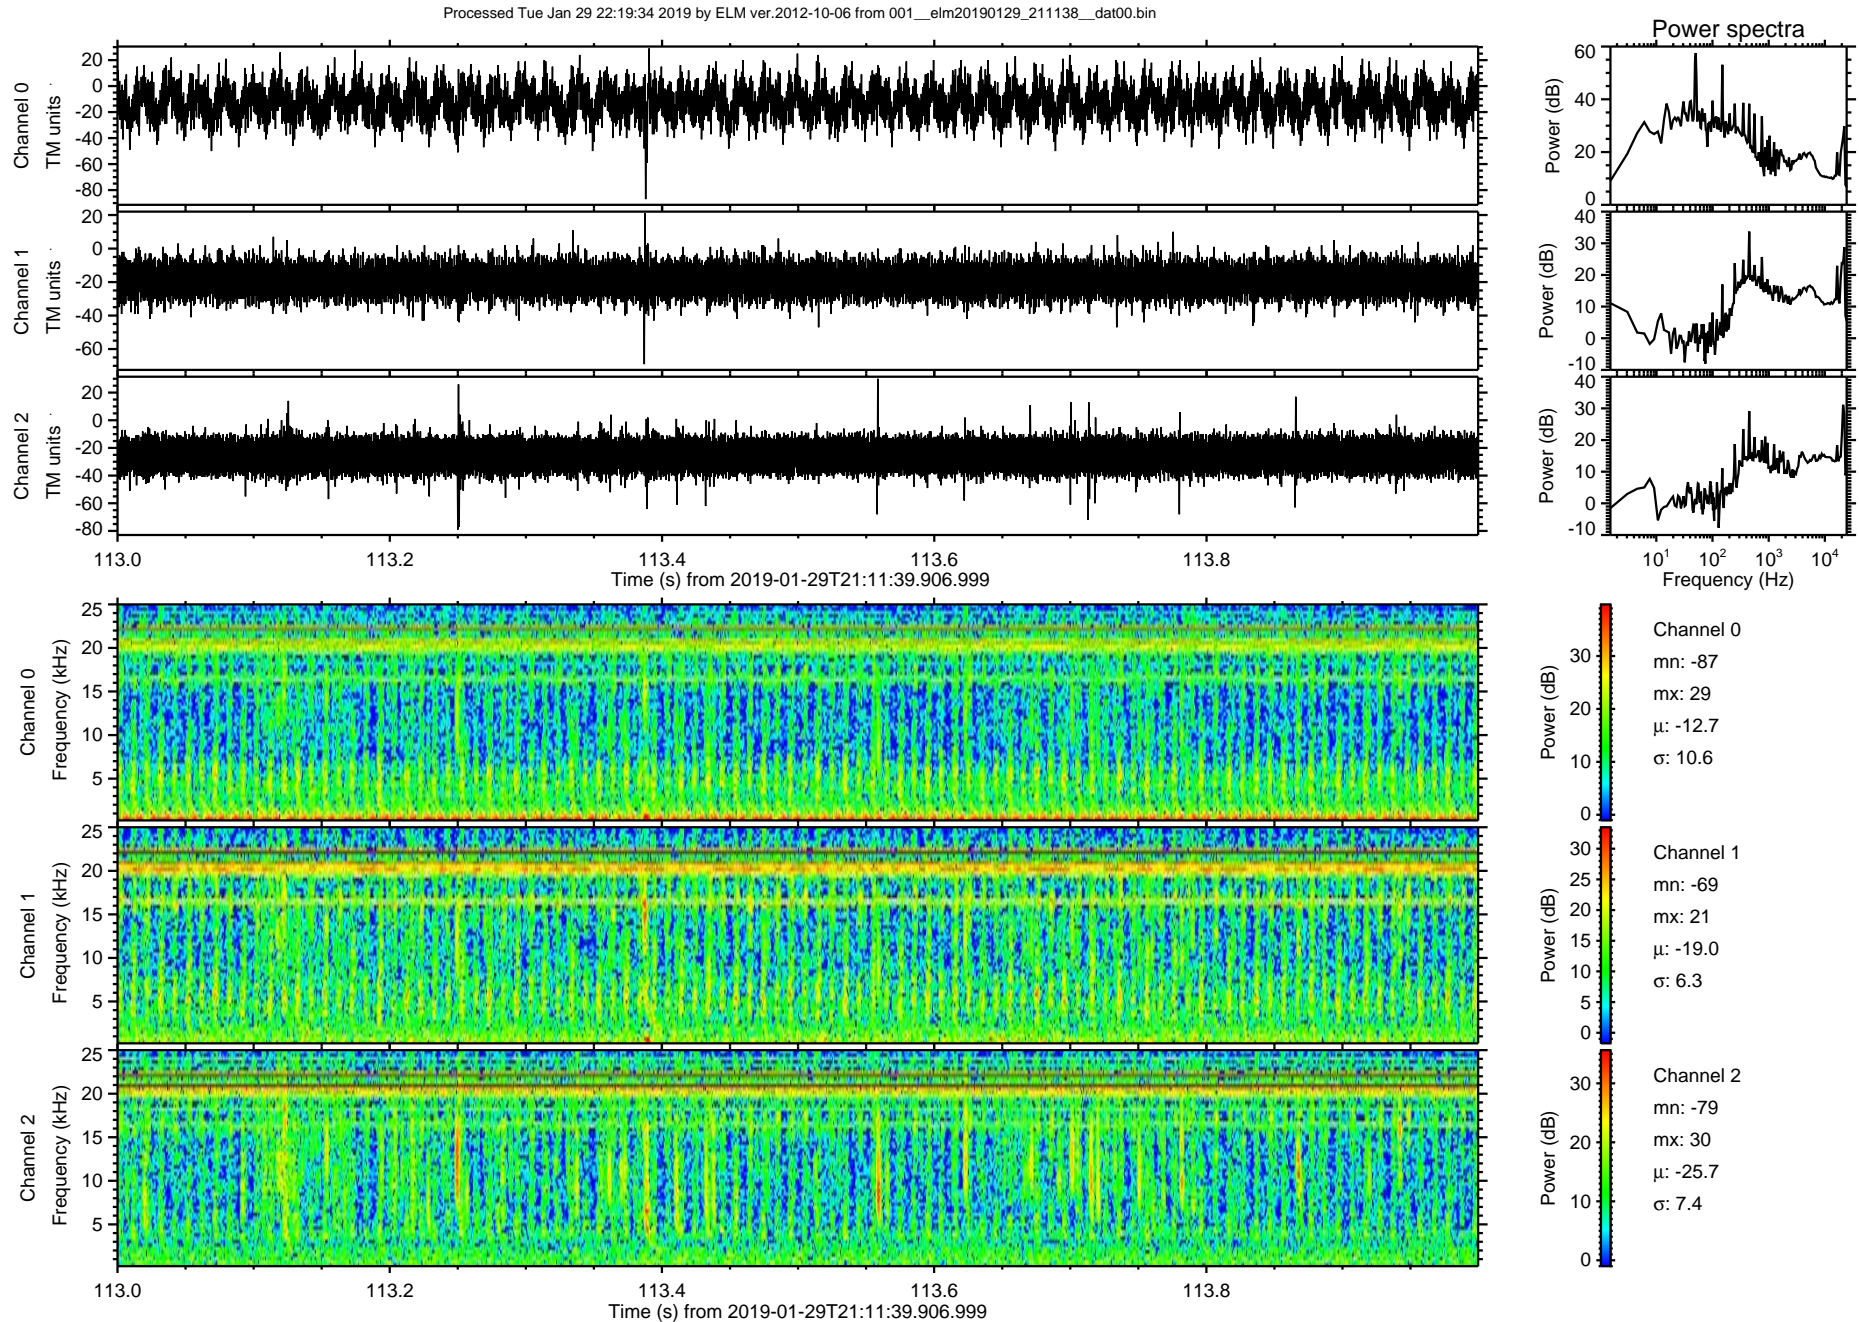 Processed Tue Jan 29 22:19:34 2019 by ELM ver.2012-10-06 from 001__elm20190129_211138__dat00.bin
Power spectra
Channel 0
TM units
20
0
-20
-40
-60
-80
Power (dB)
60
40
20
0
Channel 1
TM units
20
0
-20
-40
-60
Power (dB)
40
30
20
10
0
-10
Channel 2
TM units
20
0
-20
-40
-60
-80
Power (dB)
40
30
20
10
0
-10
113.0 113.2 113.4 113.6 113.8
Time (s) from 2019-01-29T21:11:39.906.999
10^1 10^2 10^3 10^4
Frequency (Hz)
Channel 0
Frequency (kHz)
25
20
15
10
5
Power (dB)
30
20
10
0
Channel 0
mn: -87
mx: 29
μ: -12.7
σ: 10.6
Channel 1
Frequency (kHz)
25
20
15
10
5
Power (dB)
30
25
20
15
10
5
0
Channel 1
mn: -69
mx: 21
μ: -19.0
σ: 6.3
Channel 2
Frequency (kHz)
25
20
15
10
5
Power (dB)
30
20
10
0
Channel 2
mn: -79
mx: 30
μ: -25.7
σ: 7.4
113.0 113.2 113.4 113.6 113.8
Time (s) from 2019-01-29T21:11:39.906.999